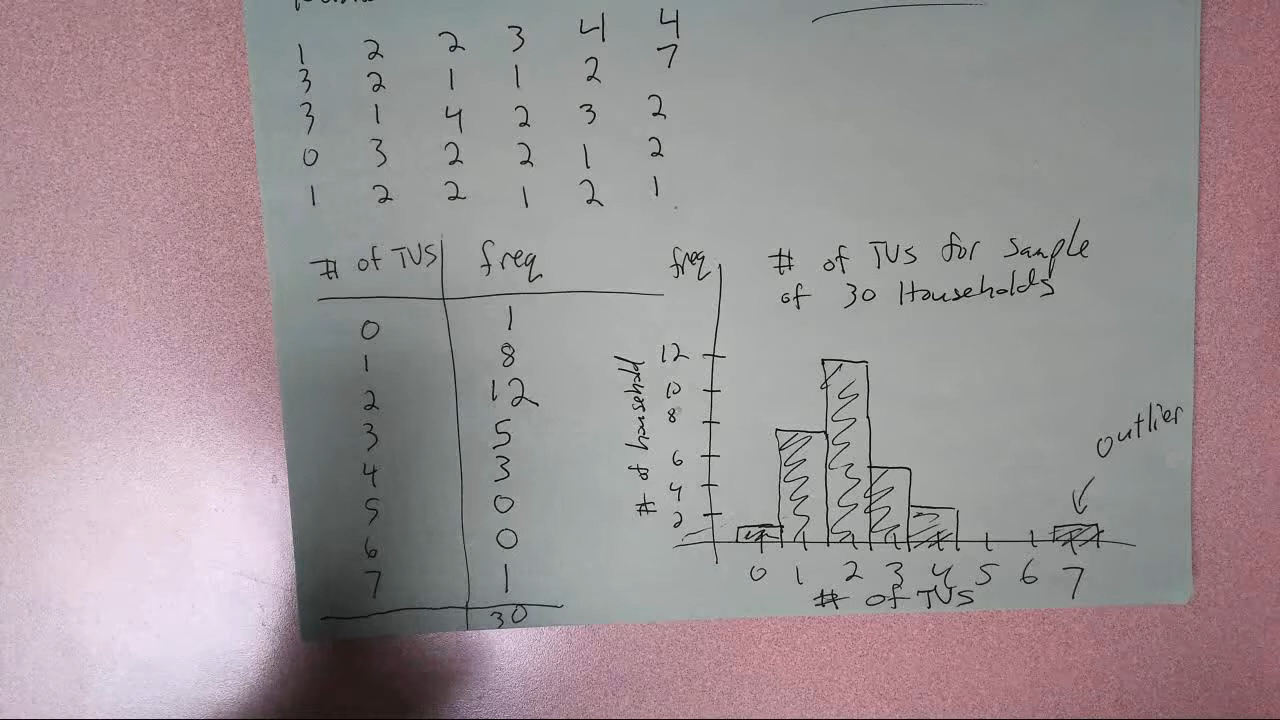 1 2 2 3 4 4
3 2 1 1 2 7
3 1 4 2 3 2
0 3 2 2 1 2
1 2 2 1 2 1
# of TVS freq
0 1
1 8
2 12
3 5
4 3
5 0
6 0
7 1
30
freq
# of TVS for sample
of 30 Households
# of household
12
10
8
6
4
2
outlier
0 1 2 3 4 5 6 7
# of TVS